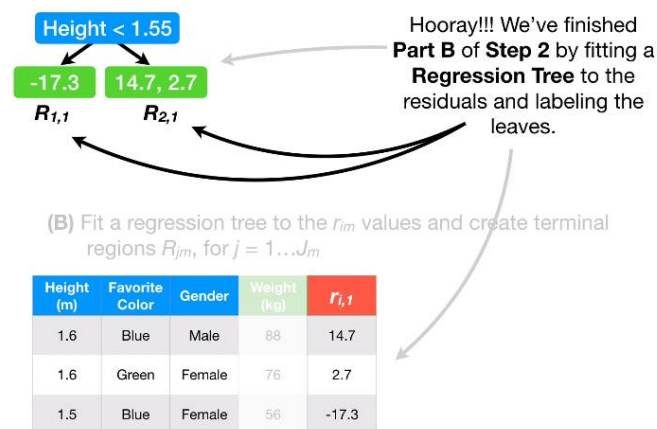 Height < 1.55
-17.3
14.7, 2.7
R1,1
R2,1
Hooray!!! We've finished
Part B of Step 2 by fitting a
Regression Tree to the
residuals and labeling the
leaves.
(B) Fit a regression tree to the rim values and create terminal
regions Rjm, for j = 1...Jm
Height (m) Favorite Color Gender Weight (kg) ri,1
1.6 Blue Male 88 14.7
1.6 Green Female 76 2.7
1.5 Blue Female 56 -17.3